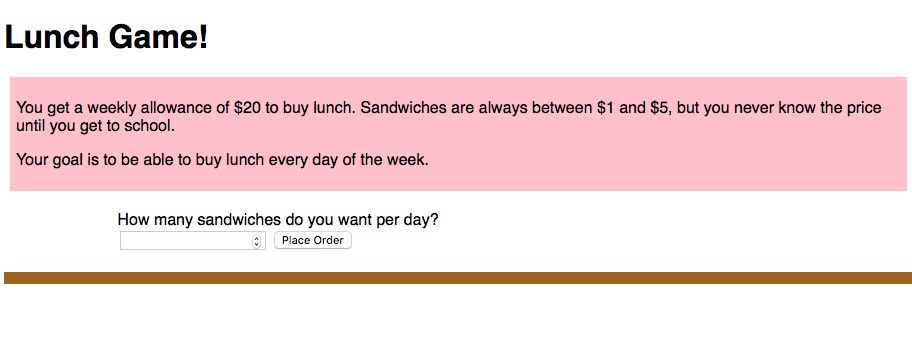 Lunch Game!
You get a weekly allowance of $20 to buy lunch. Sandwiches are always between $1 and $5, but you never know the price
until you get to school.
Your goal is to be able to buy lunch every day of the week.
How many sandwiches do you want per day?
Place Order